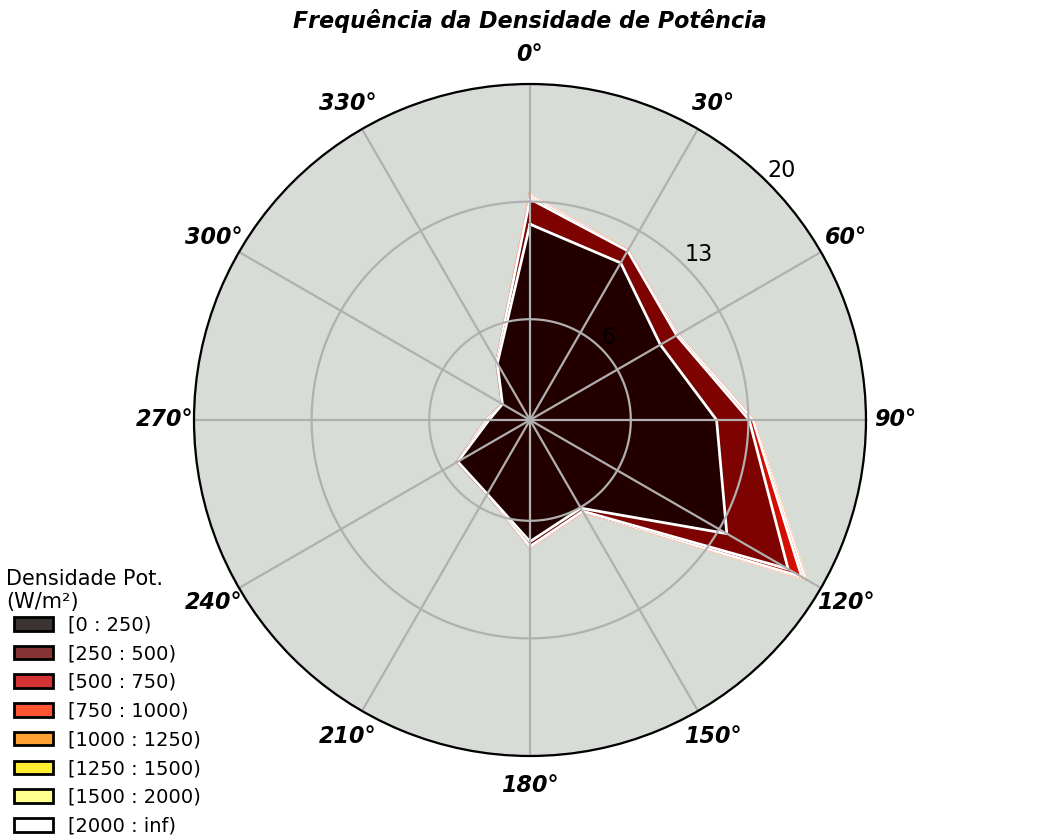 Frequência da Densidade de Potência
0°
30°
60°
90°
120°
150°
180°
210°
240°
270°
300°
330°
6
13
20
Densidade Pot.
(W/m²)
[0 : 250)
[250 : 500)
[500 : 750)
[750 : 1000)
[1000 : 1250)
[1250 : 1500)
[1500 : 2000)
[2000 : inf)